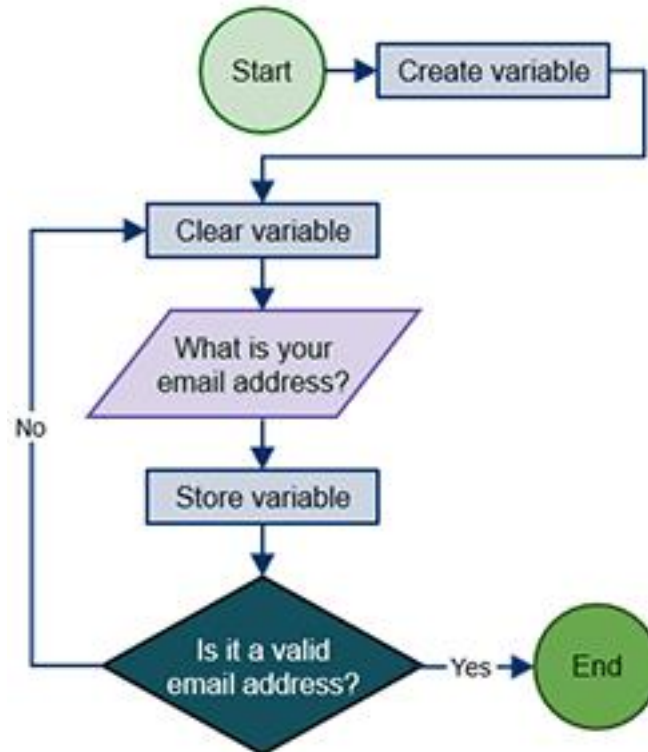 Start
Create variable
Clear variable
What is your
email address?
No
Store variable
Is it a valid
email address?
Yes
End